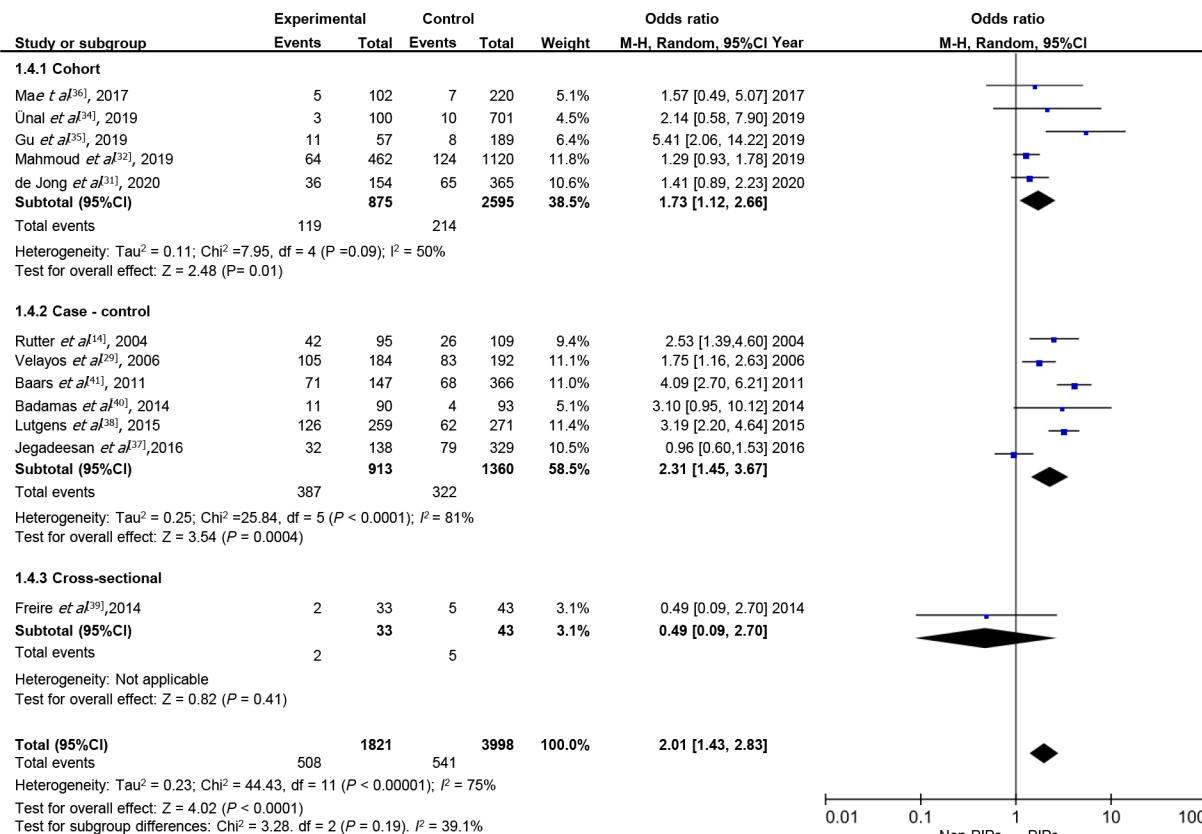 Experimental Control Odds ratio Odds ratio
Study or subgroup Events Total Events Total Weight M-H, Random, 95%CI Year M-H, Random, 95%CI
1.4.1 Cohort
Mae t al[36], 2017 5 102 7 220 5.1% 1.57 [0.49, 5.07] 2017
Ünal et al[34], 2019 3 100 10 701 4.5% 2.14 [0.58, 7.90] 2019
Gu et al[35], 2019 11 57 8 189 6.4% 5.41 [2.06, 14.22] 2019
Mahmoud et al[32], 2019 64 462 124 1120 11.8% 1.29 [0.93, 1.78] 2019
de Jong et al[31], 2020 36 154 65 365 10.6% 1.41 [0.89, 2.23] 2020
Subtotal (95%CI) 875 2595 38.5% 1.73 [1.12, 2.66]
Total events 119 214
Heterogeneity: Tau² = 0.11; Chi² =7.95, df = 4 (P =0.09); I² = 50%
Test for overall effect: Z = 2.48 (P= 0.01)
1.4.2 Case - control
Rutter et al[14], 2004 42 95 26 109 9.4% 2.53 [1.39,4.60] 2004
Velayos et al[29], 2006 105 184 83 192 11.1% 1.75 [1.16, 2.63] 2006
Baars et al[41], 2011 71 147 68 366 11.0% 4.09 [2.70, 6.21] 2011
Badamas et al[40], 2014 11 90 4 93 5.1% 3.10 [0.95, 10.12] 2014
Lutgens et al[38], 2015 126 259 62 271 11.4% 3.19 [2.20, 4.64] 2015
Jegadeesan et al[37],2016 32 138 79 329 10.5% 0.96 [0.60,1.53] 2016
Subtotal (95%CI) 913 1360 58.5% 2.31 [1.45, 3.67]
Total events 387 322
Heterogeneity: Tau² = 0.25; Chi² =25.84, df = 5 (P < 0.0001); I² = 81%
Test for overall effect: Z = 3.54 (P = 0.0004)
1.4.3 Cross-sectional
Freire et al[39],2014 2 33 5 43 3.1% 0.49 [0.09, 2.70] 2014
Subtotal (95%CI) 33 43 3.1% 0.49 [0.09, 2.70]
Total events 2 5
Heterogeneity: Not applicable
Test for overall effect: Z = 0.82 (P = 0.41)
Total (95%CI) 1821 3998 100.0% 2.01 [1.43, 2.83]
Total events 508 541
Heterogeneity: Tau² = 0.23; Chi² = 44.43, df = 11 (P < 0.00001); I² = 75%
Test for overall effect: Z = 4.02 (P < 0.0001)
Test for subgroup differences: Chi² = 3.28. df = 2 (P = 0.19). I² = 39.1%
0.01 0.1 1 10 100
Non-PIPs PIPs